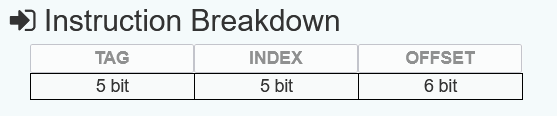 Instruction Breakdown
TAG INDEX OFFSET
5 bit 5 bit 6 bit